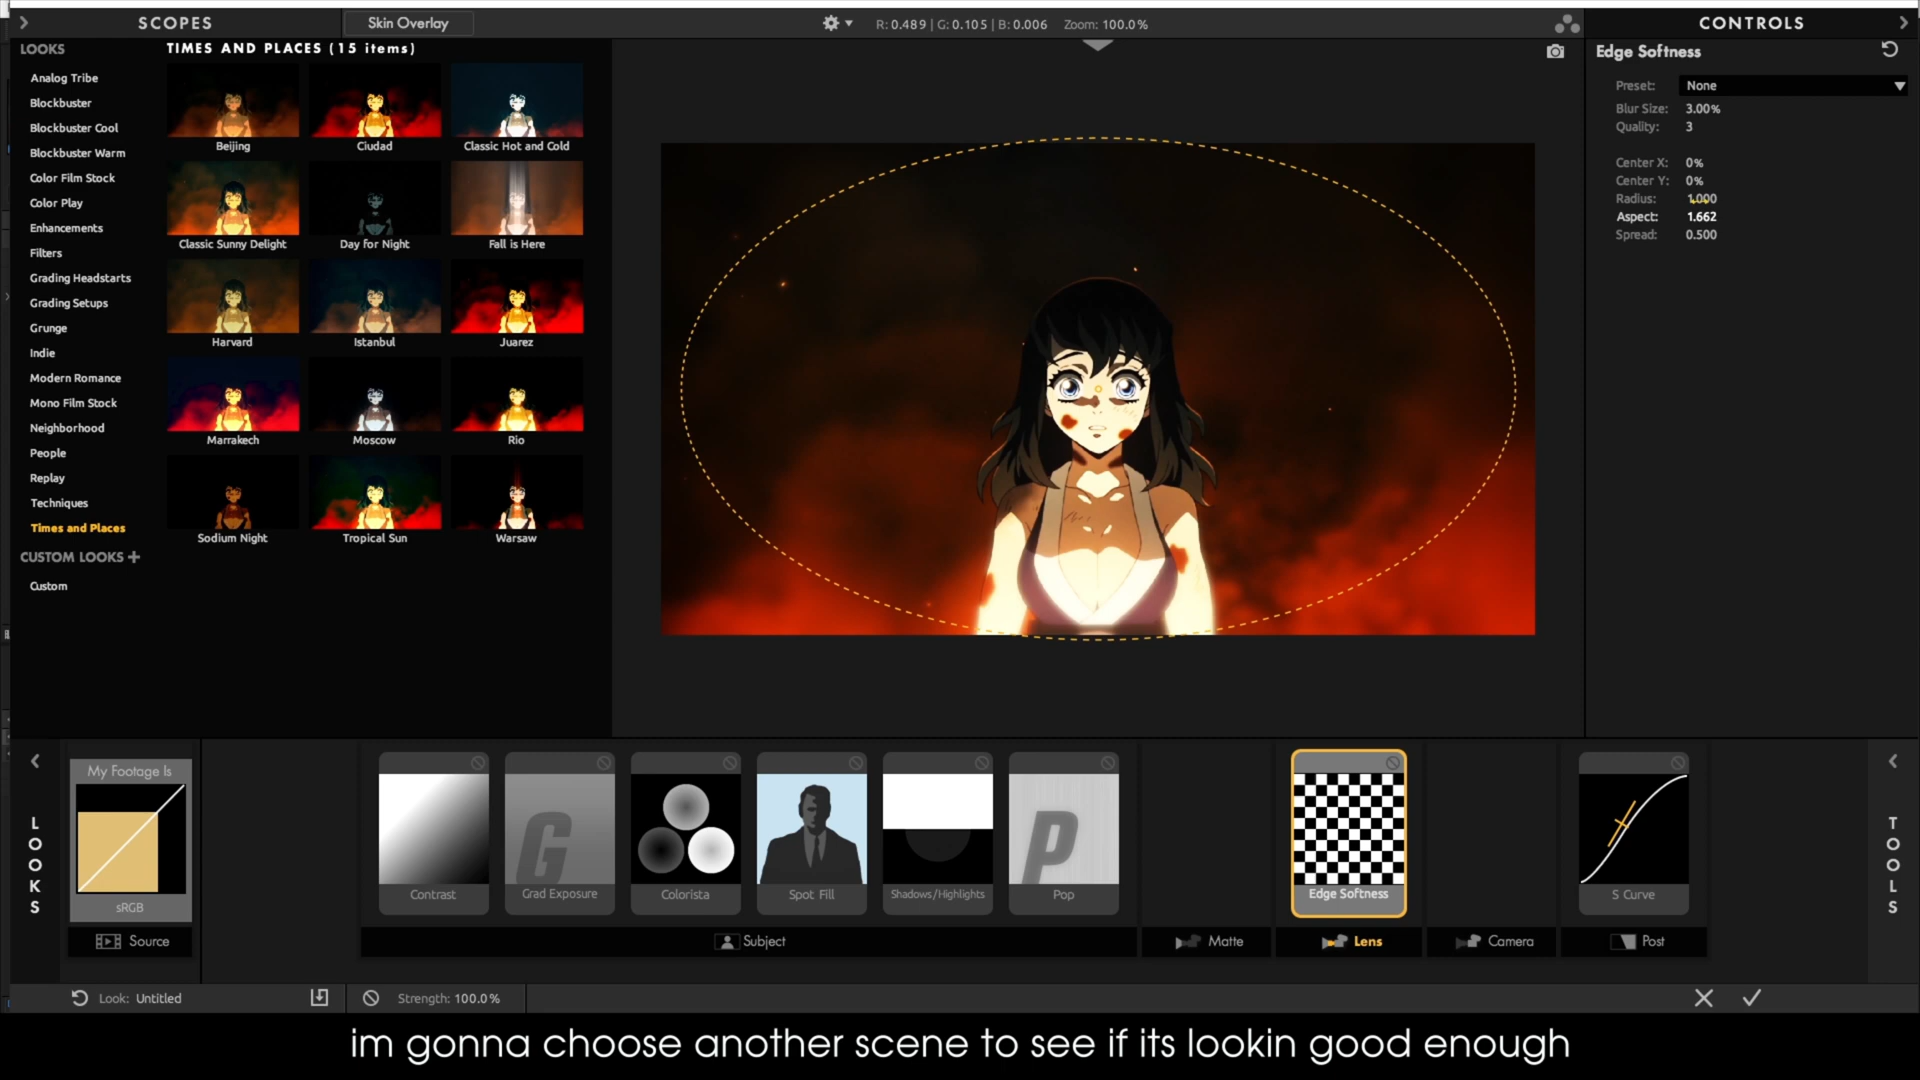 SCOPES
Skin Overlay
R: 0.489 | G: 0.105 | B: 0.006 Zoom: 100.0%
CONTROLS
LOOKS
Analog Tribe
Blockbuster
Blockbuster Cool
Blockbuster Warm
Color Film Stock
Color Play
Enhancements
Filters
Grading Headstarts
Grading Setups
Grunge
Indie
Modern Romance
Mono Film Stock
Neighborhood
People
Replay
Techniques
Times and Places
CUSTOM LOOKS +
Custom
TIMES AND PLACES (15 items)
Beijing
Ciudad
Classic Hot and Cold
Classic Sunny Delight
Day for Night
Fall is Here
Harvard
Istanbul
Juarez
Marrakech
Moscow
Rio
Sodium Night
Tropical Sun
Warsaw
Edge Softness
Preset: None
Blur Size: 3.00%
Quality: 3
Center X: 0%
Center Y: 0%
Radius: 1.000
Aspect: 1.662
Spread: 0.500
LOOKS
My Footage Is
sRGB
Source
Contrast
G
Grad Exposure
Colorista
Spot Fill
Shadows/Highlights
P
Pop
Subject
Matte
Edge Softness
Lens
Camera
S Curve
Post
TOOLS
Look: Untitled
Strength: 100.0%
im gonna choose another scene to see if its lookin good enough